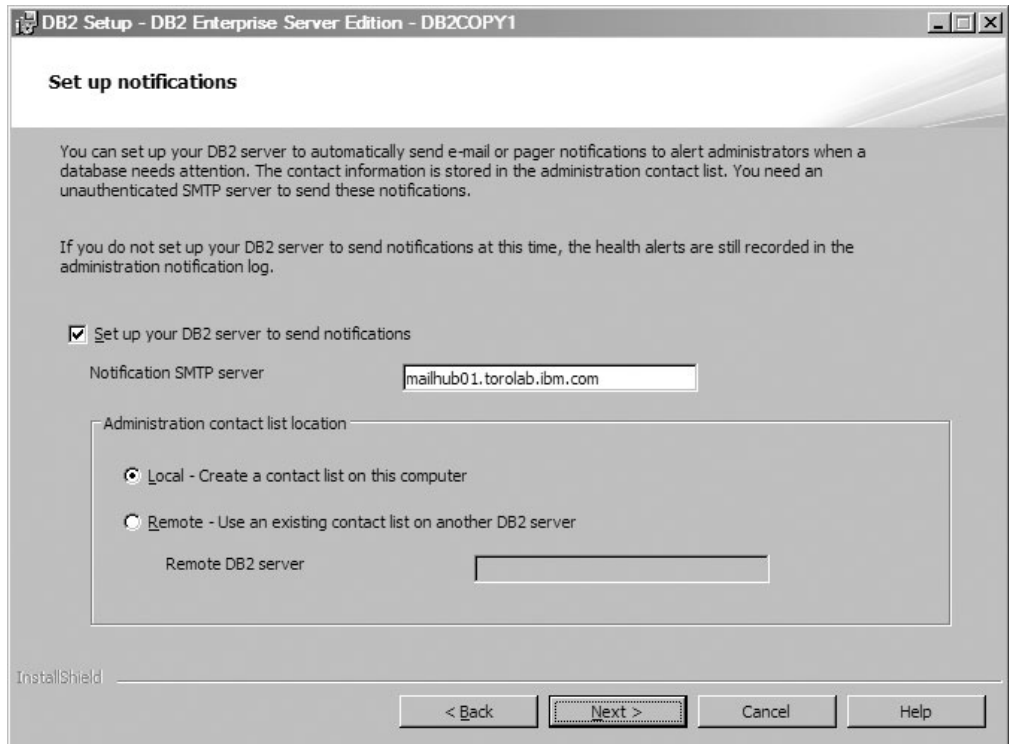 DB2 Setup - DB2 Enterprise Server Edition - DB2COPY1
Set up notifications
You can set up your DB2 server to automatically send e-mail or pager notifications to alert administrators when a
database needs attention. The contact information is stored in the administration contact list. You need an
unauthenticated SMTP server to send these notifications.
If you do not set up your DB2 server to send notifications at this time, the health alerts are still recorded in the
administration notification log.
Set up your DB2 server to send notifications
Notification SMTP server mailhub01.torolab.ibm.com
Administration contact list location
Local - Create a contact list on this computer
Remote - Use an existing contact list on another DB2 server
Remote DB2 server
InstallShield
< Back Next > Cancel Help